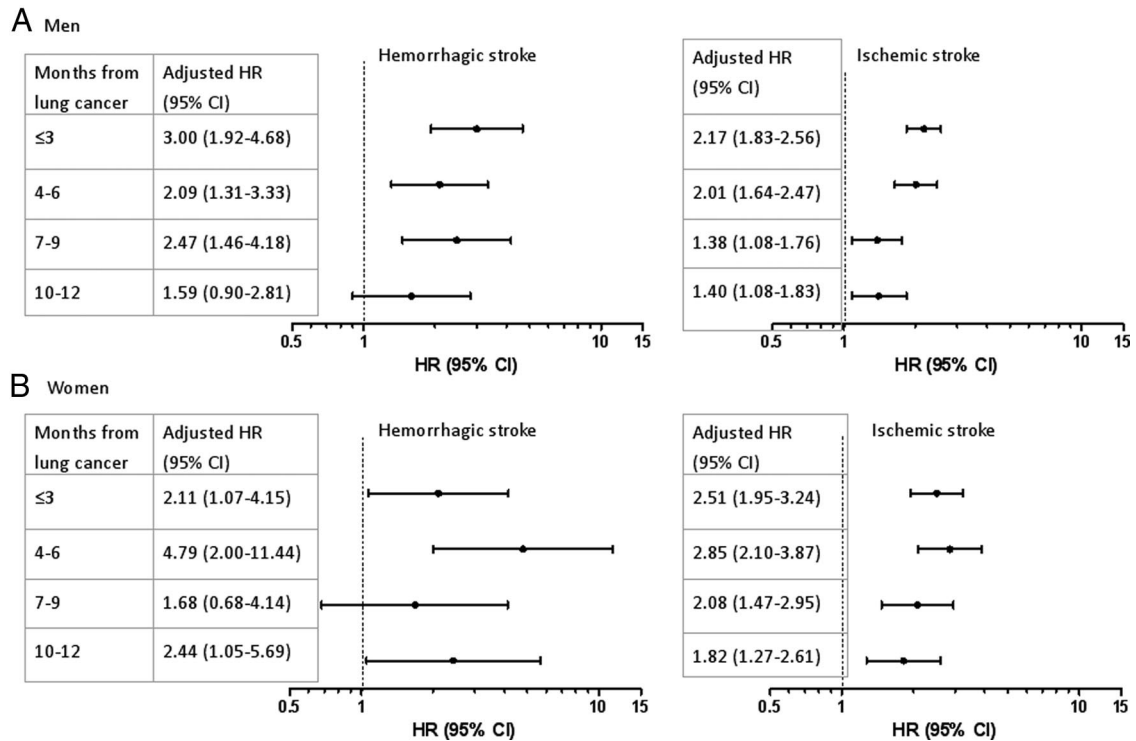 A Men
Months from lung cancer
Adjusted HR (95% CI)
Hemorrhagic stroke
≤3 3.00 (1.92-4.68)
4-6 2.09 (1.31-3.33)
7-9 2.47 (1.46-4.18)
10-12 1.59 (0.90-2.81)
0.5 1 10 15
HR (95% CI)
Adjusted HR (95% CI)
Ischemic stroke
2.17 (1.83-2.56)
2.01 (1.64-2.47)
1.38 (1.08-1.76)
1.40 (1.08-1.83)
0.5 1 10 15
HR (95% CI)
B Women
Months from lung cancer
Adjusted HR (95% CI)
Hemorrhagic stroke
≤3 2.11 (1.07-4.15)
4-6 4.79 (2.00-11.44)
7-9 1.68 (0.68-4.14)
10-12 2.44 (1.05-5.69)
0.5 1 10 15
HR (95% CI)
Adjusted HR (95% CI)
Ischemic stroke
2.51 (1.95-3.24)
2.85 (2.10-3.87)
2.08 (1.47-2.95)
1.82 (1.27-2.61)
0.5 1 10 15
HR (95% CI)